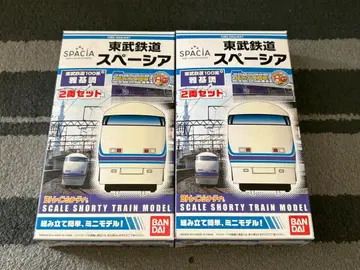 SPACIA
東武鉄道
スペーシア
東武鉄道100系
雅基調
2両セット
SCALE SHORTY TRAIN MODEL
組み立て簡単、ミニモデル!
BAN
DAI
SPACIA
東武鉄道
スペーシア
東武鉄道100系
雅基調
2両セット
SCALE SHORTY TRAIN MODEL
組み立て簡単、ミニモデル!
BAN
DAI